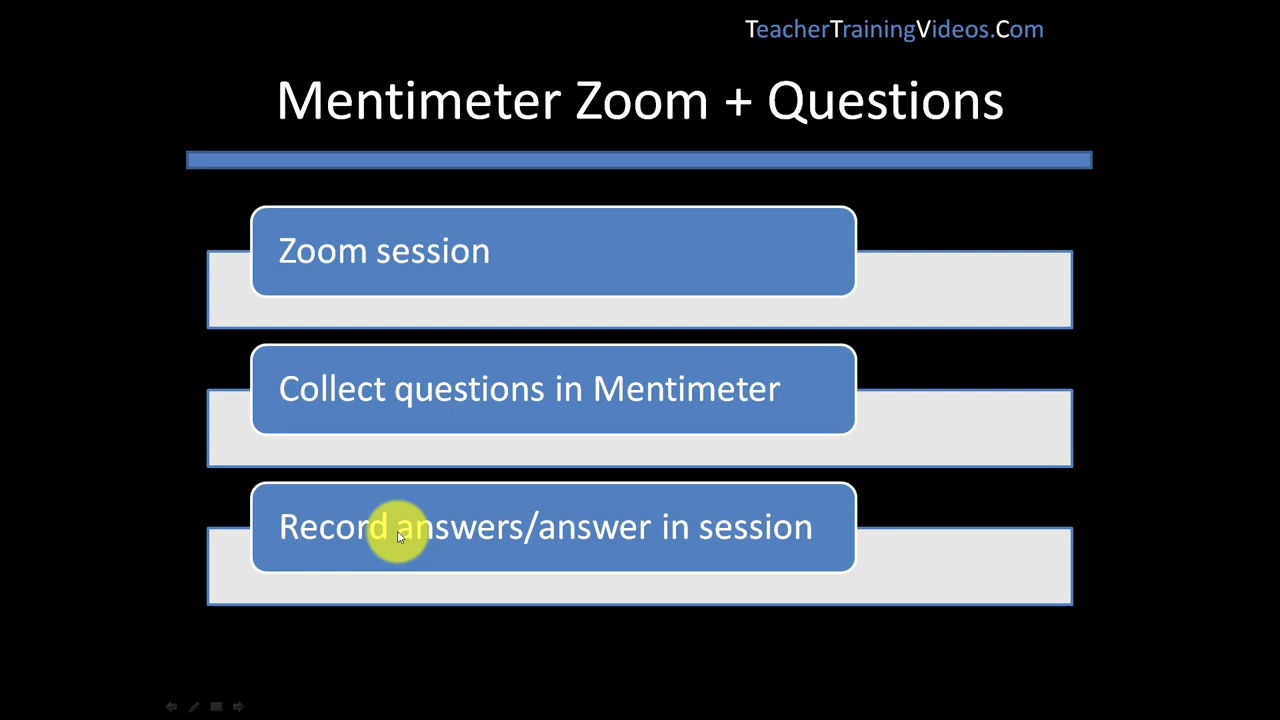 TeacherTrainingVideos.Com
Mentimeter Zoom + Questions
Zoom session
Collect questions in Mentimeter
Record answers/answer in session